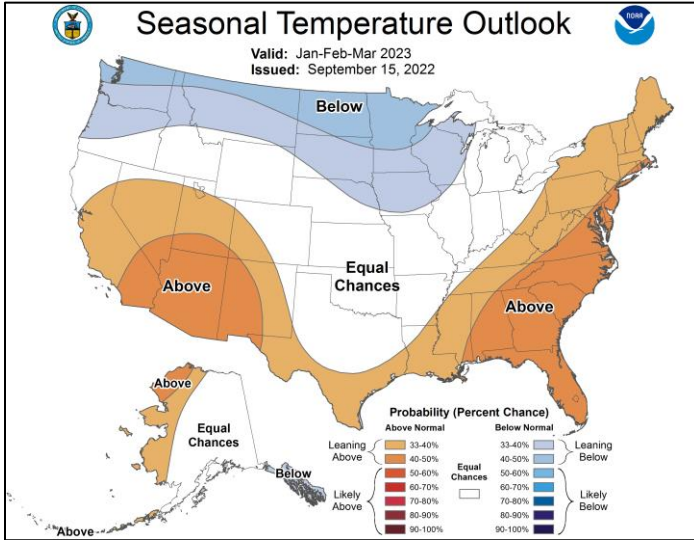 Seasonal Temperature Outlook
NOAA
Valid: Jan-Feb-Mar 2023
Issued: September 15, 2022
Below
Above
Equal
Chances
Above
Above
Equal
Chances
Below
Above
Probability (Percent Chance)
Above Normal
Below Normal
Leaning
Above
33-40%
40-50%
Likely
Above
50-60%
60-70%
70-80%
80-90%
90-100%
Equal
Chances
33-40%
40-50%
Leaning
Below
50-60%
60-70%
70-80%
80-90%
90-100%
Likely
Below